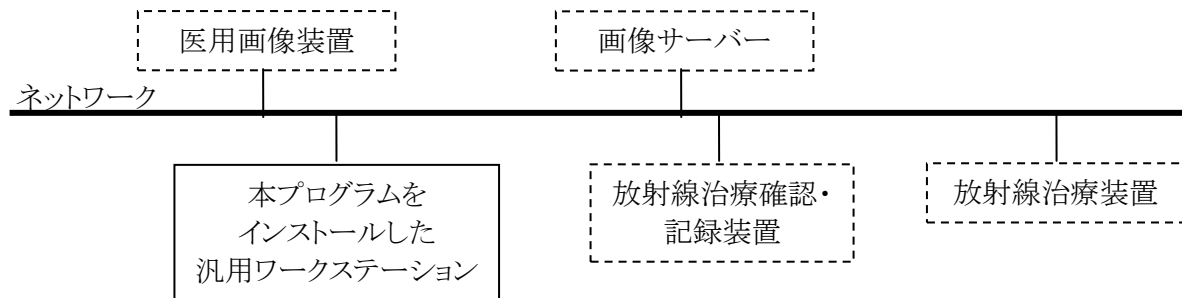 医用画像装置
画像サーバー
ネットワーク
本プログラムを
インストールした
汎用ワークステーション
放射線治療確認・
記録装置
放射線治療装置